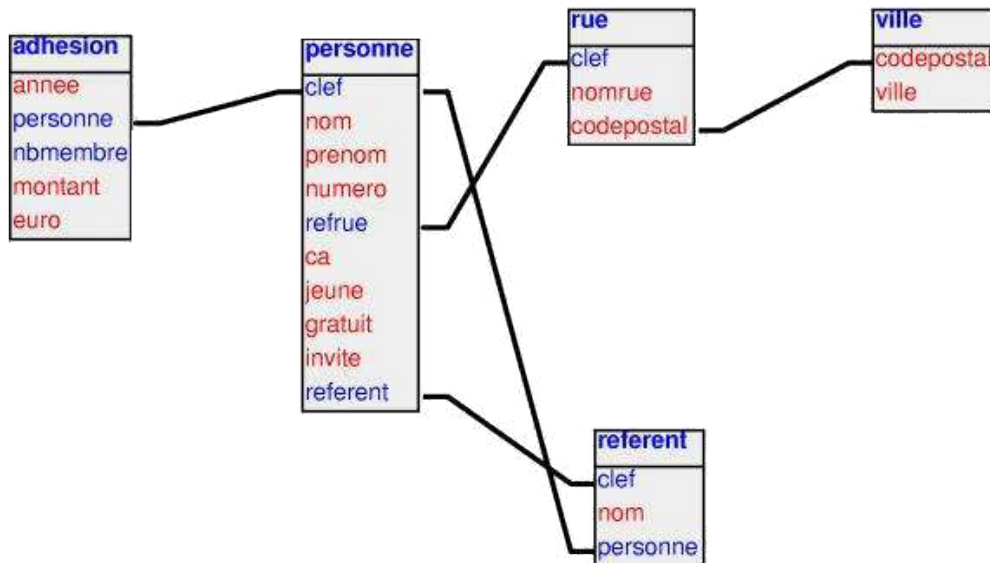 adhesion
annee
personne
nbmembre
montant
euro
personne
clef
nom
prenom
numero
refrue
ca
jeune
gratuit
invite
referent
rue
clef
nomrue
codepostal
ville
codepostal
ville
referent
clef
nom
personne